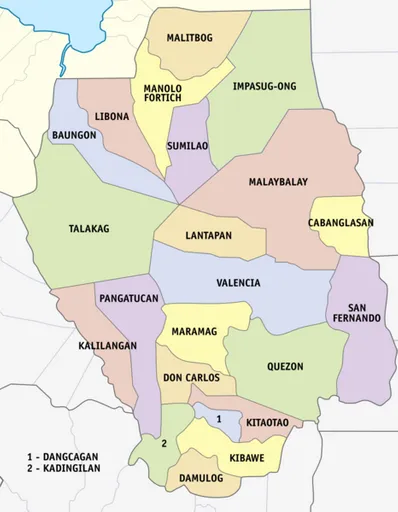 MALITBOG
IMPASUG-ONG
MANOLO
FORTICH
LIBONA
BAUNGON
SUMILAO
MALAYBALAY
CABANGLASAN
TALAKAG
LANTAPAN
VALENCIA
PANGATUCAN
SAN
FERNANDO
MARAMAG
KALILANGAN
QUEZON
DON CARLOS
1
KITAOTAO
2
KIBAWE
1 - DANGCAGAN
2 - KADINGILAN
DAMULOG